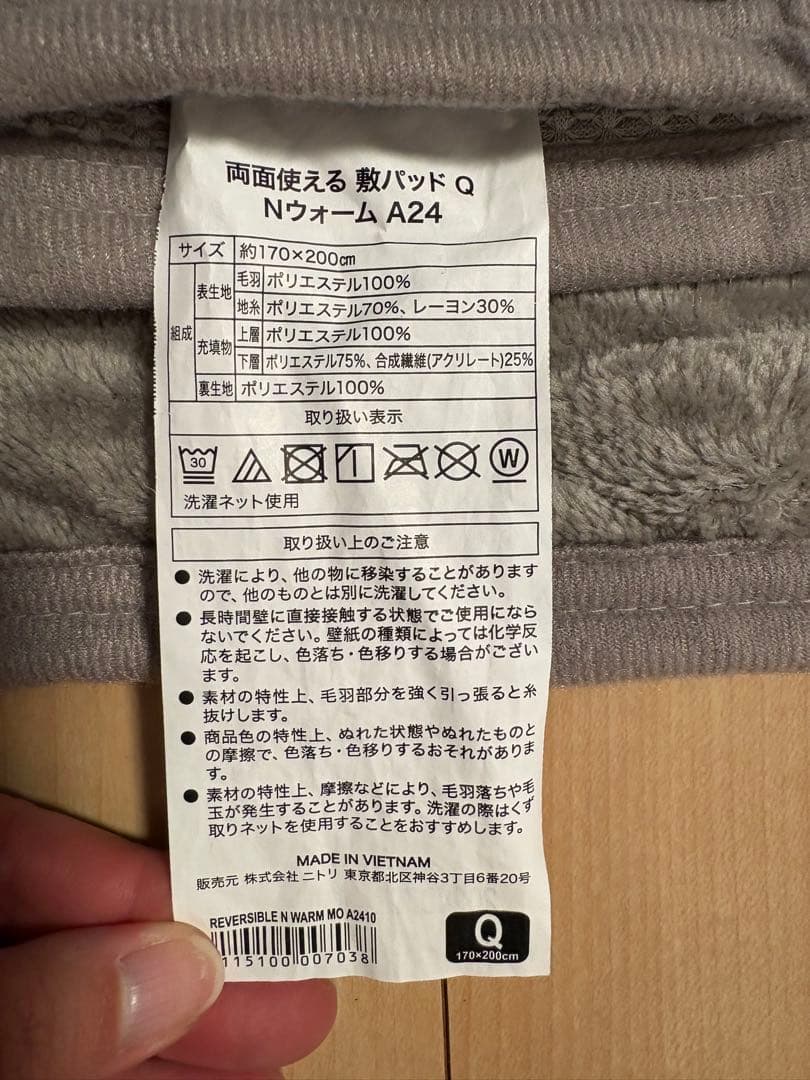 両面使える 敷パッド Q
Nウォーム A24
サイズ 約170×200㎝
組成 表生地 毛羽 ポリエステル100%
地糸 ポリエステル70%、レーヨン30%
充填物 上層 ポリエステル100%
下層 ポリエステル75%、合成繊維(アクリレート)25%
裏生地 ポリエステル100%
取り扱い表示
30 W
洗濯ネット使用
取り扱い上のご注意
● 洗濯により、他の物に移染することがあります
ので、他のものとは別に洗濯してください。
● 長時間壁に直接接触する状態でご使用になら
ないでください。壁紙の種類によっては化学反
応を起こし、色落ち・色移りする場合がござい
ます。
● 素材の特性上、毛羽部分を強く引っ張ると糸
抜けします。
● 商品色の特性上、ぬれた状態やぬれたものと
の摩擦で、色落ち・色移りするおそれがありま
す。
● 素材の特性上、摩擦などにより、毛羽落ちや毛
玉が発生することがあります。洗濯の際はくず
取りネットを使用することをおすすめします。
MADE IN VIETNAM
販売元 株式会社 ニトリ 東京都北区神谷3丁目6番20号
REVERSIBLE N WARM MO A2410
115100 007038
Q
170×200cm